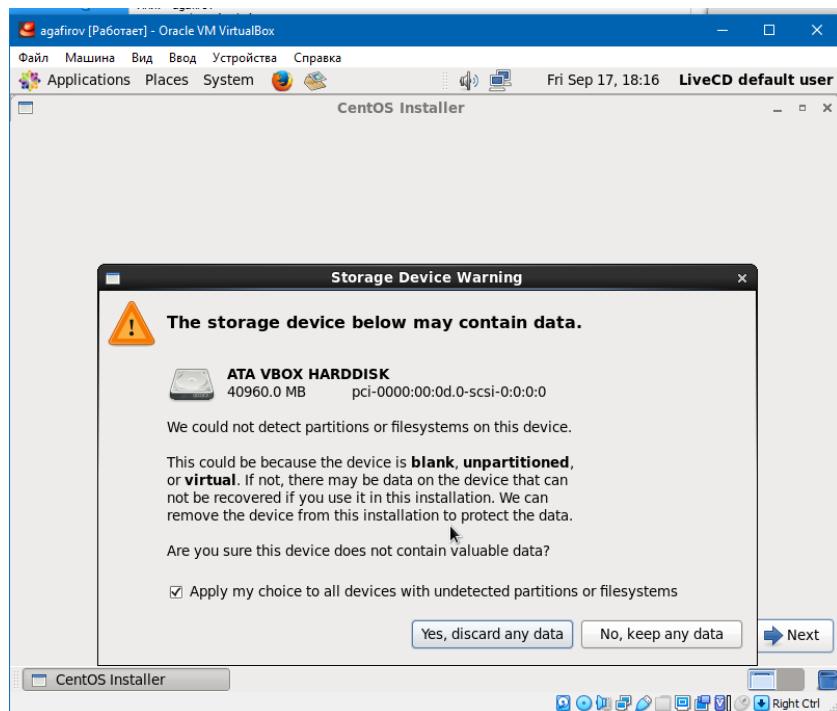 agafirov [Работает] - Oracle VM VirtualBox
Файл Машина Вид Ввод Устройства Справка
Applications Places System Fri Sep 17, 18:16 LiveCD default user
CentOS Installer
Storage Device Warning
The storage device below may contain data.
ATA VBOX HARDDISK
40960.0 MB pci-0000:00:0d.0-scsi-0:0:0:0
We could not detect partitions or filesystems on this device.
This could be because the device is blank, unpartitioned,
or virtual. If not, there may be data on the device that can
not be recovered if you use it in this installation. We can
remove the device from this installation to protect the data.
Are you sure this device does not contain valuable data?
Apply my choice to all devices with undetected partitions or filesystems
Yes, discard any data No, keep any data Next
CentOS Installer
Right Ctrl